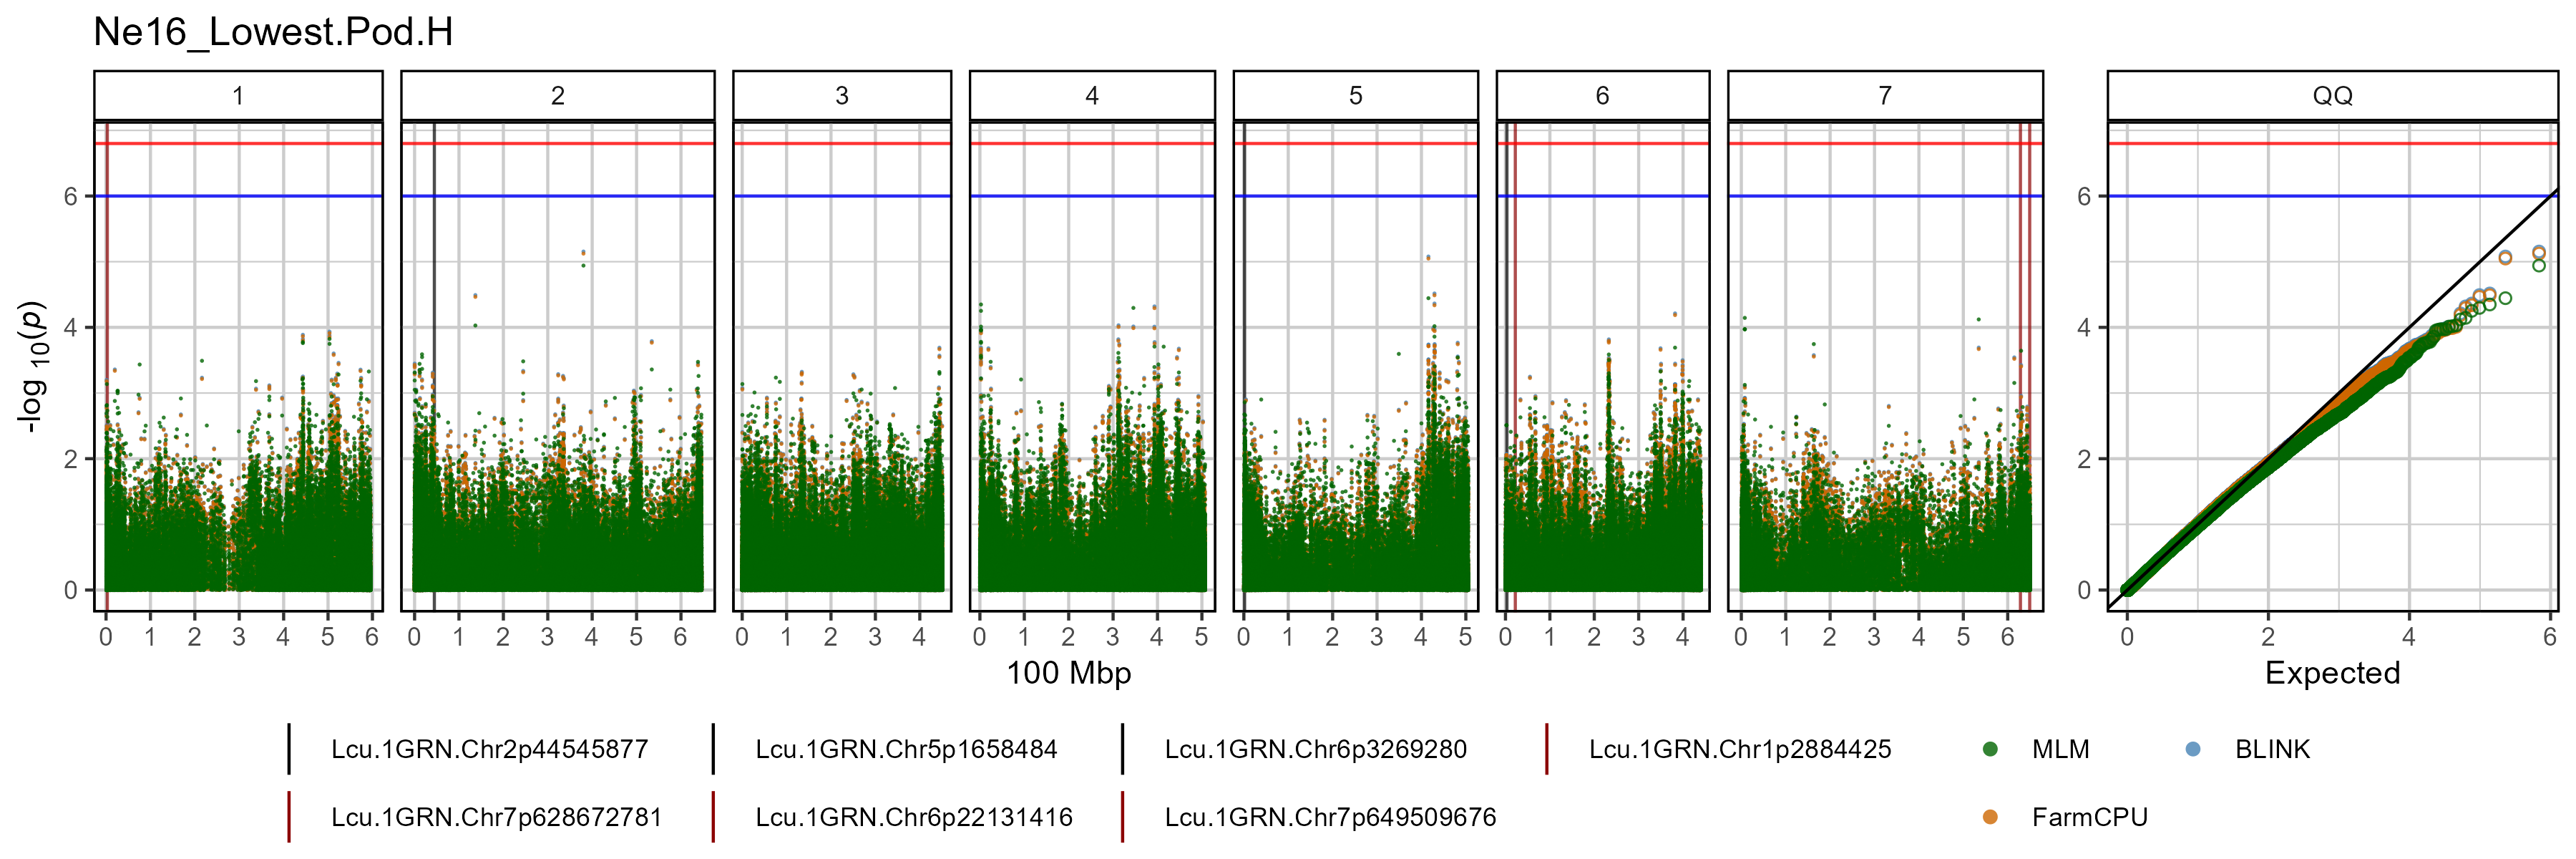 Ne16_Lowest.Pod.H
1 2 3 4 5 6 7 QQ
6 6
4 4
2 2
0 0
-log 10(p)
0 1 2 3 4 5 6 0 1 2 3 4 5 6 0 1 2 3 4 0 1 2 3 4 5 0 1 2 3 4 5 0 1 2 3 4 0 1 2 3 4 5 6 0 2 4 6
100 Mbp Expected
Lcu.1GRN.Chr2p44545877 Lcu.1GRN.Chr5p1658484 Lcu.1GRN.Chr6p3269280 Lcu.1GRN.Chr1p2884425 MLM BLINK
Lcu.1GRN.Chr7p628672781 Lcu.1GRN.Chr6p22131416 Lcu.1GRN.Chr7p649509676 FarmCPU